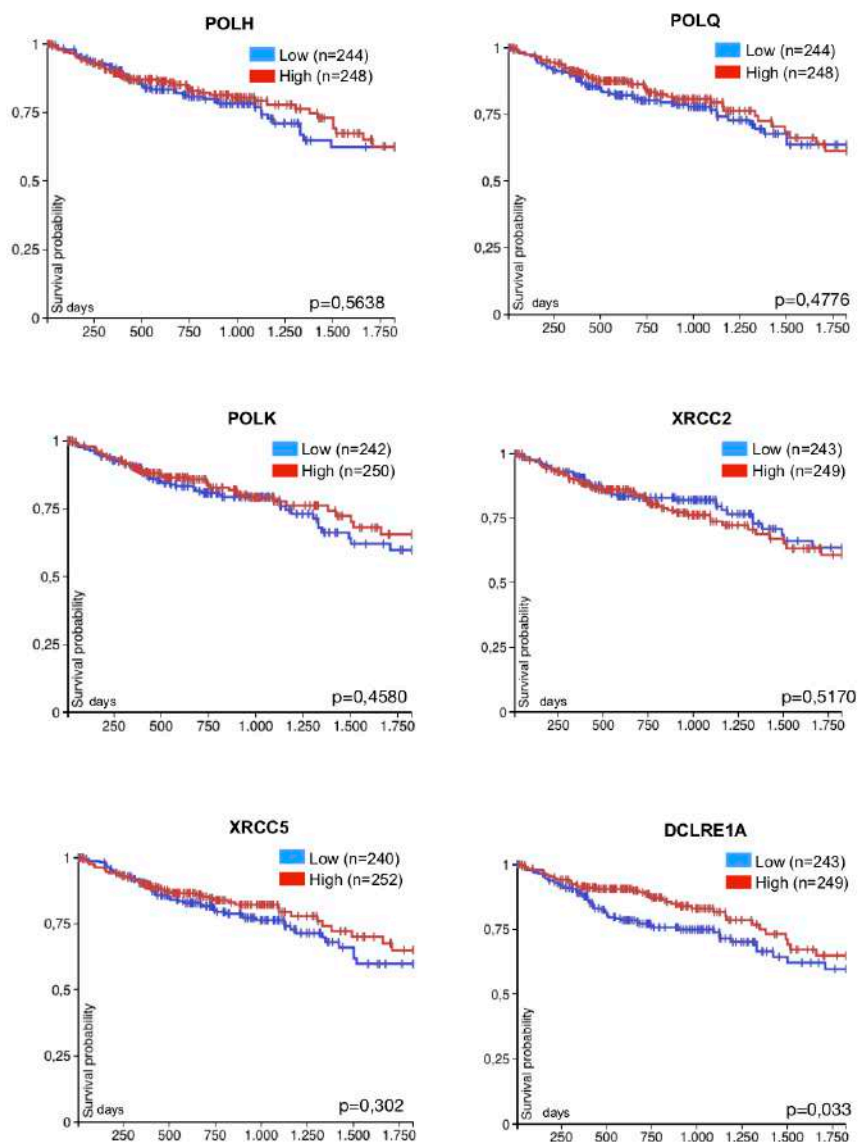 POLH
Low (n=244)
High (n=248)
1
0,75
0,5
0,25
0
Survival probability
days
p=0,5638
250 500 750 1.000 1.250 1.500 1.750
POLQ
Low (n=244)
High (n=248)
1
0,75
0,5
0,25
0
Survival probability
days
p=0,4776
250 500 750 1.000 1.250 1.500 1.750
POLK
Low (n=242)
High (n=250)
1
0,75
0,5
0,25
0
Survival probability
days
p=0,4580
250 500 750 1.000 1.250 1.500 1.750
XRCC2
Low (n=243)
High (n=249)
1
0,75
0,5
0,25
0
Survival probability
days
p=0,5170
250 500 750 1.000 1.250 1.500 1.750
XRCC5
Low (n=240)
High (n=252)
1
0,75
0,5
0,25
0
Survival probability
days
p=0,302
250 500 750 1.000 1.250 1.500 1.750
DCLRE1A
Low (n=243)
High (n=249)
1
0,75
0,5
0,25
0
Survival probability
days
p=0,033
250 500 750 1.000 1.250 1.500 1.750